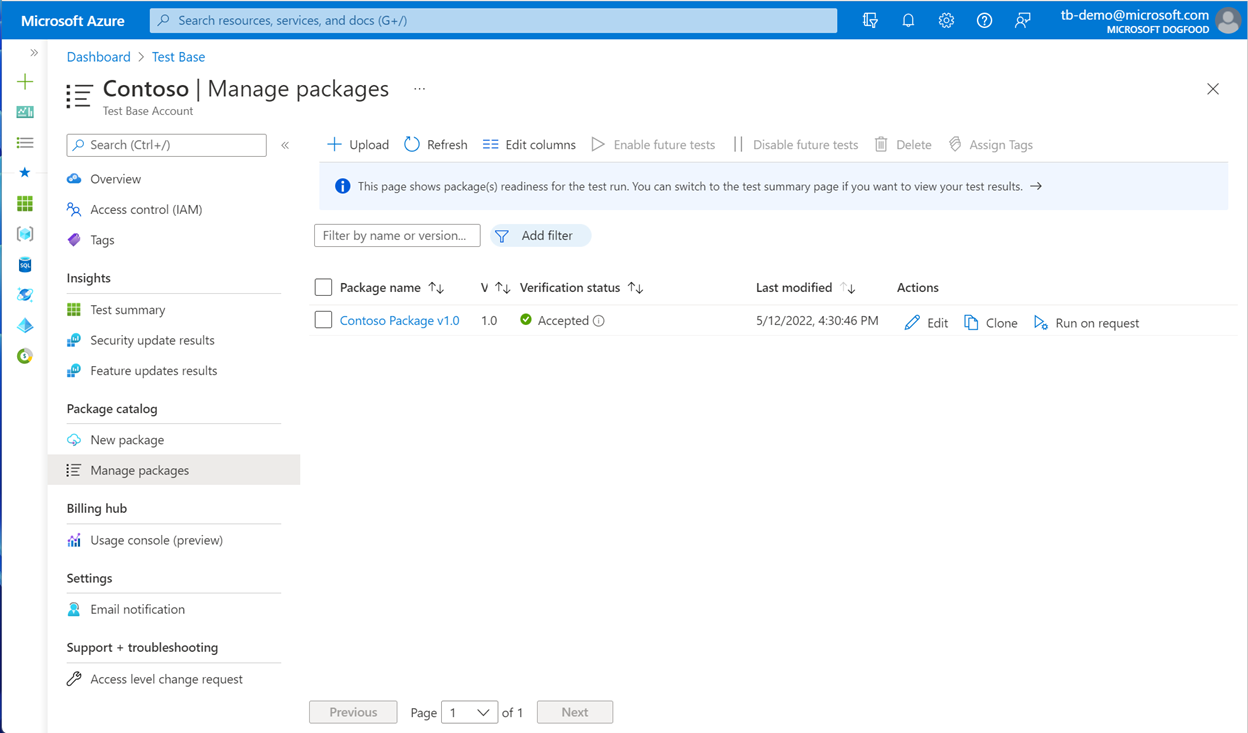 Microsoft Azure
Search resources, services, and docs (G+/)
tb-demo@microsoft.com
MICROSOFT DOGFOOD
Dashboard > Test Base
Contoso | Manage packages ...
Test Base Account
Search (Ctrl+/)
Overview
Access control (IAM)
Tags
Insights
Test summary
Security update results
Feature updates results
Package catalog
New package
Manage packages
Billing hub
Usage console (preview)
Settings
Email notification
Support + troubleshooting
Access level change request
Upload Refresh Edit columns Enable future tests Disable future tests Delete Assign Tags
This page shows package(s) readiness for the test run. You can switch to the test summary page if you want to view your test results. →
Filter by name or version... Add filter
Package name ↑↓ V ↑↓ Verification status ↑↓ Last modified ↑↓ Actions
Contoso Package v1.0 1.0 Accepted 5/12/2022, 4:30:46 PM Edit Clone Run on request
Previous Page 1 of 1 Next
SQL